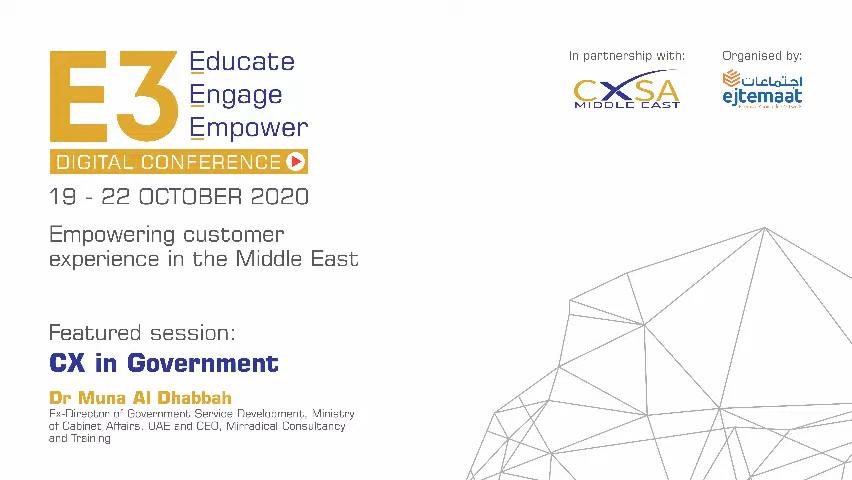 E3
Educate
Engage
Empower
DIGITAL CONFERENCE
19 - 22 OCTOBER 2020
Empowering customer
experience in the Middle East
Featured session:
CX in Government
Dr Muna Al Dhabbah
Ex-Director of Government Service Development, Ministry
of Cabinet Affairs, UAE and CEO, Mirradical Consultancy
and Training
In partnership with:
CXSA
MIDDLE EAST
Organised by:
اجتماعات
ejtemaat